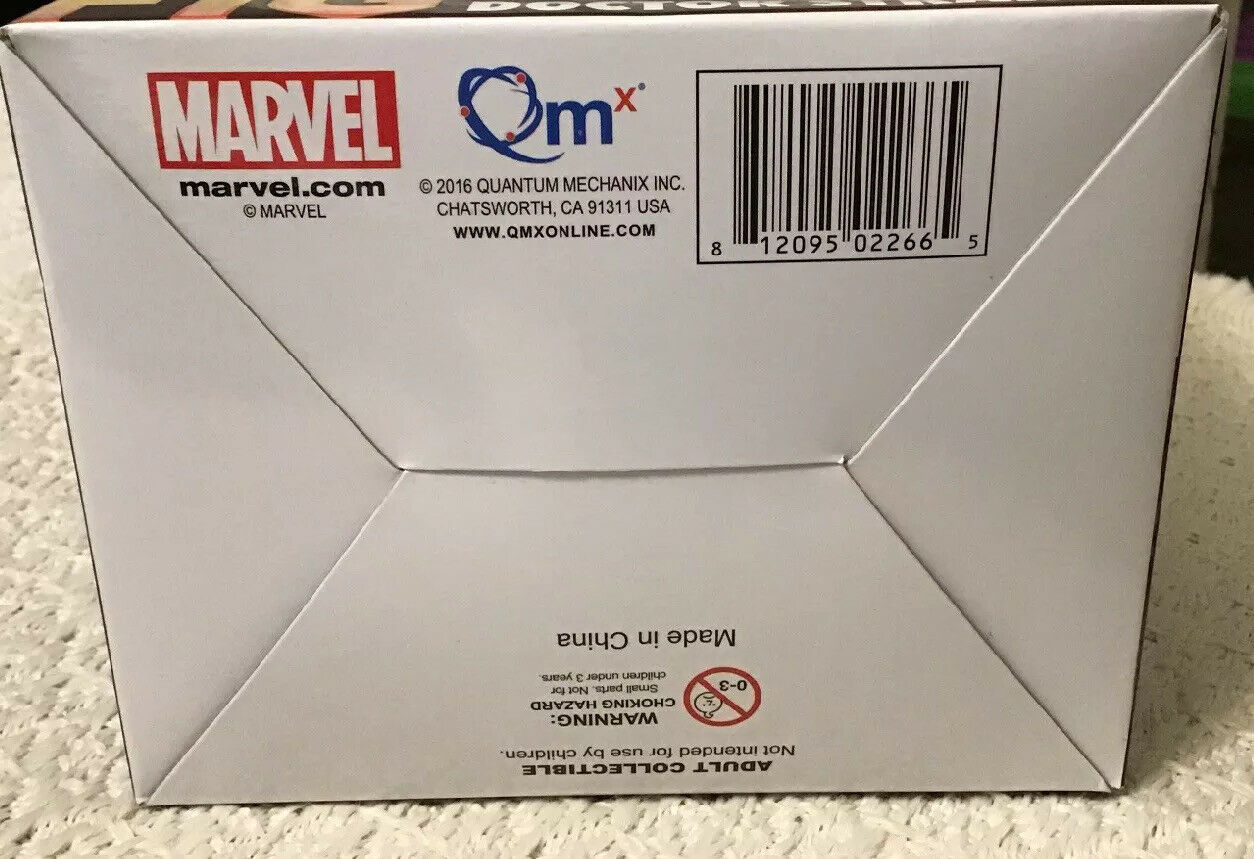 DOCTOR STRA
MARVEL
marvel.com
© MARVEL
Qmx®
© 2016 QUANTUM MECHANIX INC.
CHATSWORTH, CA 91311 USA
WWW.QMXONLINE.COM
8 12095 02266 5
ADULT COLLECTIBLE
Not intended for use by children.
WARNING:
CHOKING HAZARD
Small parts. Not for
children under 3 years.
0-3
Made in China